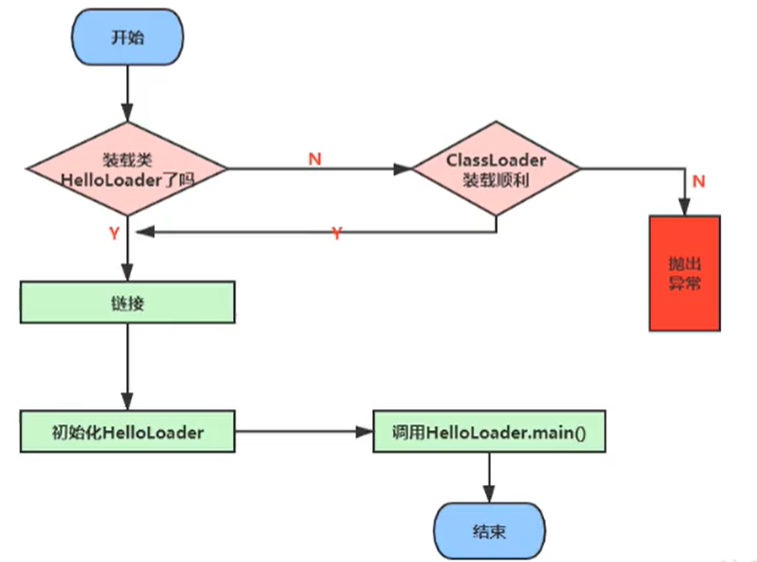 开始
装载类
HelloLoader了吗
N
ClassLoader
装载顺利
N
Y
Y
抛出
异常
链接
初始化HelloLoader
调用HelloLoader.main()
结束